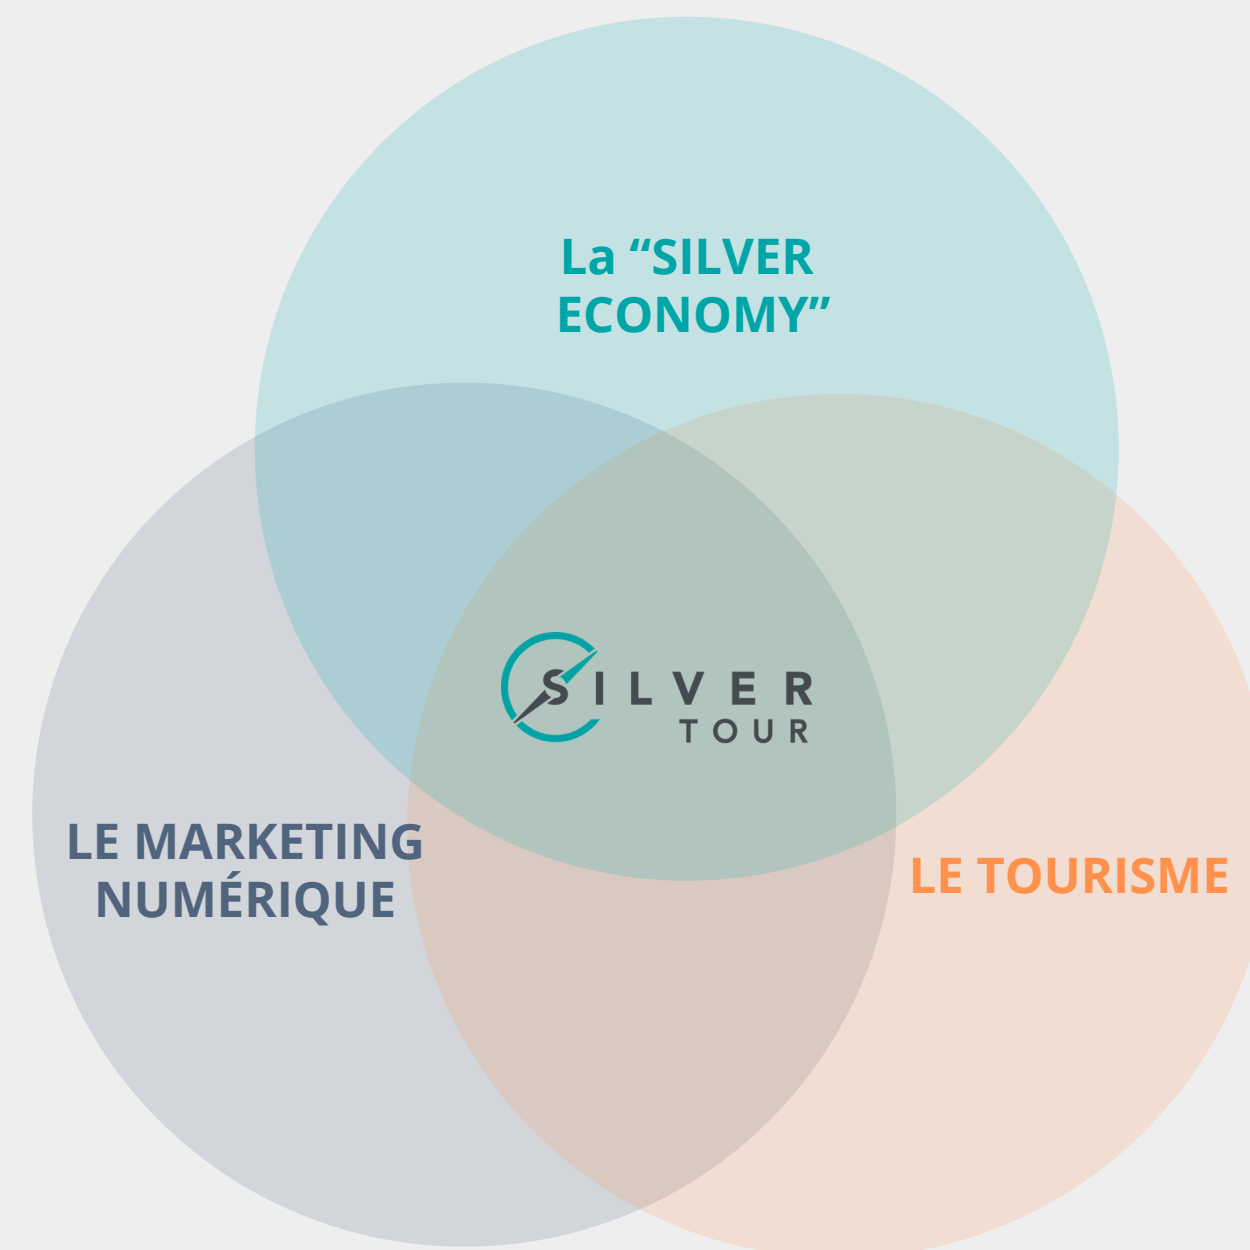 La “SILVER
ECONOMY”
SILVER
TOUR
LE MARKETING
NUMÉRIQUE
LE TOURISME